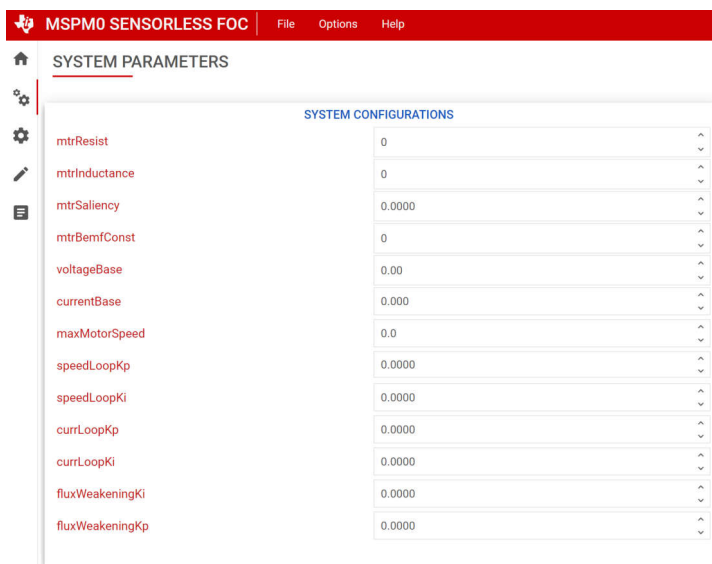 MSPM0 SENSORLESS FOC File Options Help
SYSTEM PARAMETERS
SYSTEM CONFIGURATIONS
mtrResist 0
mtrInductance 0
mtrSaliency 0.0000
mtrBemfConst 0
voltageBase 0.00
currentBase 0.000
maxMotorSpeed 0.0
speedLoopKp 0.0000
speedLoopKi 0.0000
currLoopKp 0.0000
currLoopKi 0.0000
fluxWeakeningKi 0.0000
fluxWeakeningKp 0.0000